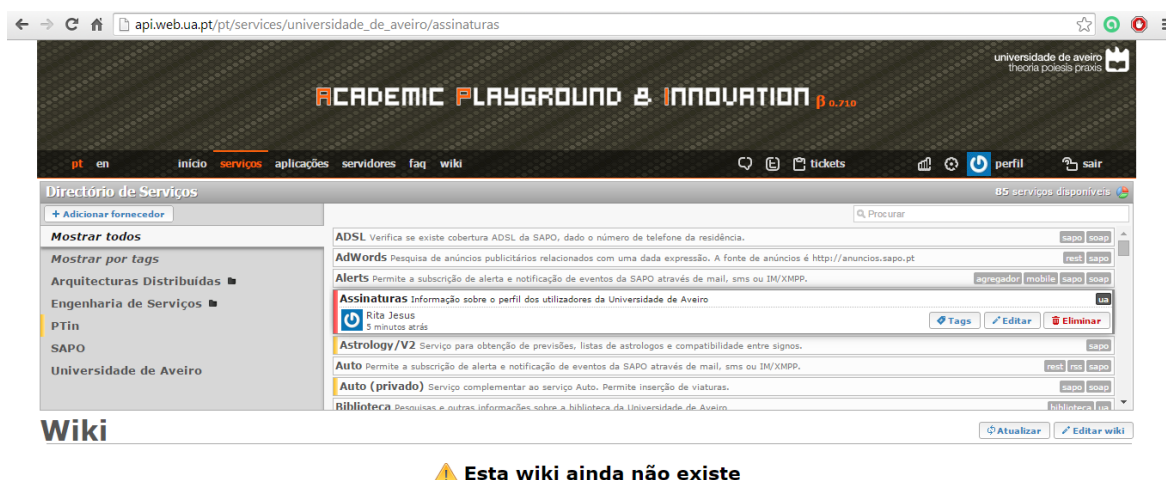 api.web.ua.pt/pt/services/universidade_de_aveiro/assinaturas
universidade de aveiro
theoria poiesis praxis
ACADEMIC PLAYGROUND & INNOVATION β 0.710
pt en início serviços aplicações servidores faq wiki tickets perfil sair
Directório de Serviços 85 serviços disponíveis
+ Adicionar fornecedor Procurar
Mostrar todos
Mostrar por tags
Arquitecturas Distribuídas
Engenharia de Serviços
PTin
SAPO
Universidade de Aveiro
ADSL Verifica se existe cobertura ADSL da SAPO, dado o número de telefone da residência. sapo soap
AdWords Pesquisa de anúncios publicitários relacionados com uma dada expressão. A fonte de anúncios é http://anuncios.sapo.pt rest sapo
Alerts Permite a subscrição de alerta e notificação de eventos da SAPO através de mail, sms ou IM/XMPP. agregador mobile sapo soap
Assinaturas Informação sobre o perfil dos utilizadores da Universidade de Aveiro ua
Rita Jesus
5 minutos atrás
Tags Editar Eliminar
Astrology/V2 Serviço para obtenção de previsões, listas de astrologos e compatibilidade entre signos. sapo
Auto Permite a subscrição de alerta e notificação de eventos da SAPO através de mail, sms ou IM/XMPP. rest rss sapo
Auto (privado) Serviço complementar ao serviço Auto. Permite inserção de viaturas. sapo soap
Biblioteca Pesquisas e outras informações sobre a biblioteca da Universidade de Aveiro biblioteca ua
Wiki Atualizar Editar wiki
Esta wiki ainda não existe